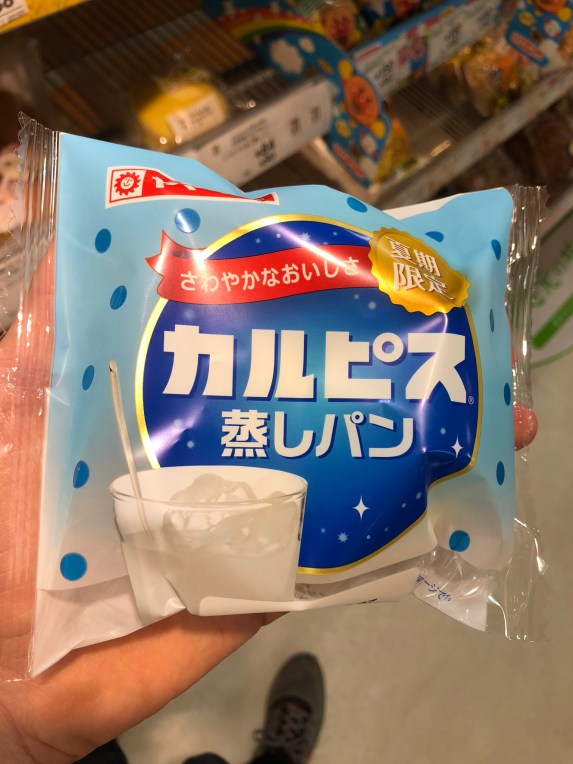 さわやかなおいしさ
夏期
限定
カルピス®
蒸しパン